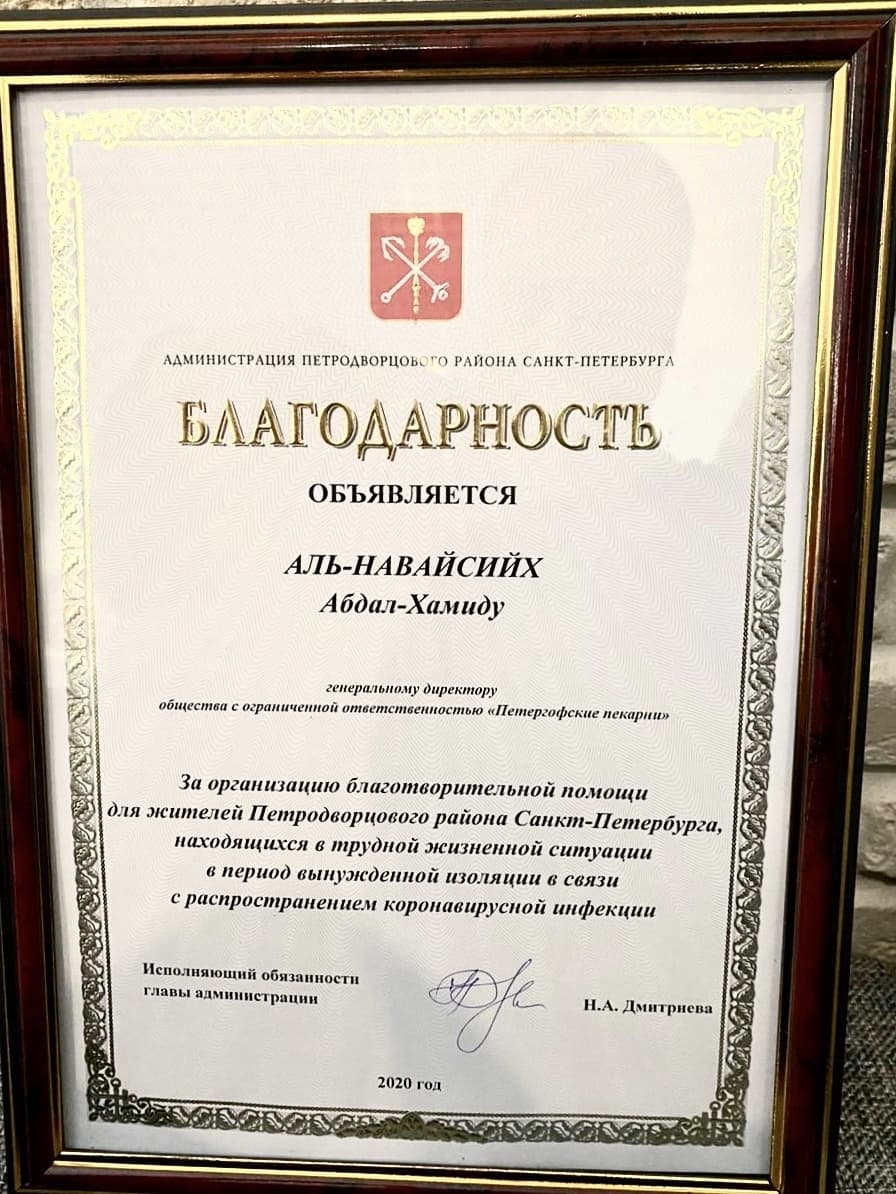 АДМИНИСТРАЦИЯ ПЕТРОДВОРЦОВОГО РАЙОНА САНКТ-ПЕТЕРБУРГА
БЛАГОДАРНОСТЬ
ОБЪЯВЛЯЕТСЯ
АЛЬ-НАВАЙСИЙХ
Абдал-Хамиду
генеральному директору
общества с ограниченной ответственностью «Петергофские пекарни»
За организацию благотворительной помощи
для жителей Петродворцового района Санкт-Петербурга,
находящихся в трудной жизненной ситуации
в период вынужденной изоляции в связи
с распространением коронавирусной инфекции
Исполняющий обязанности
главы администрации
Н.А. Дмитриева
2020 год